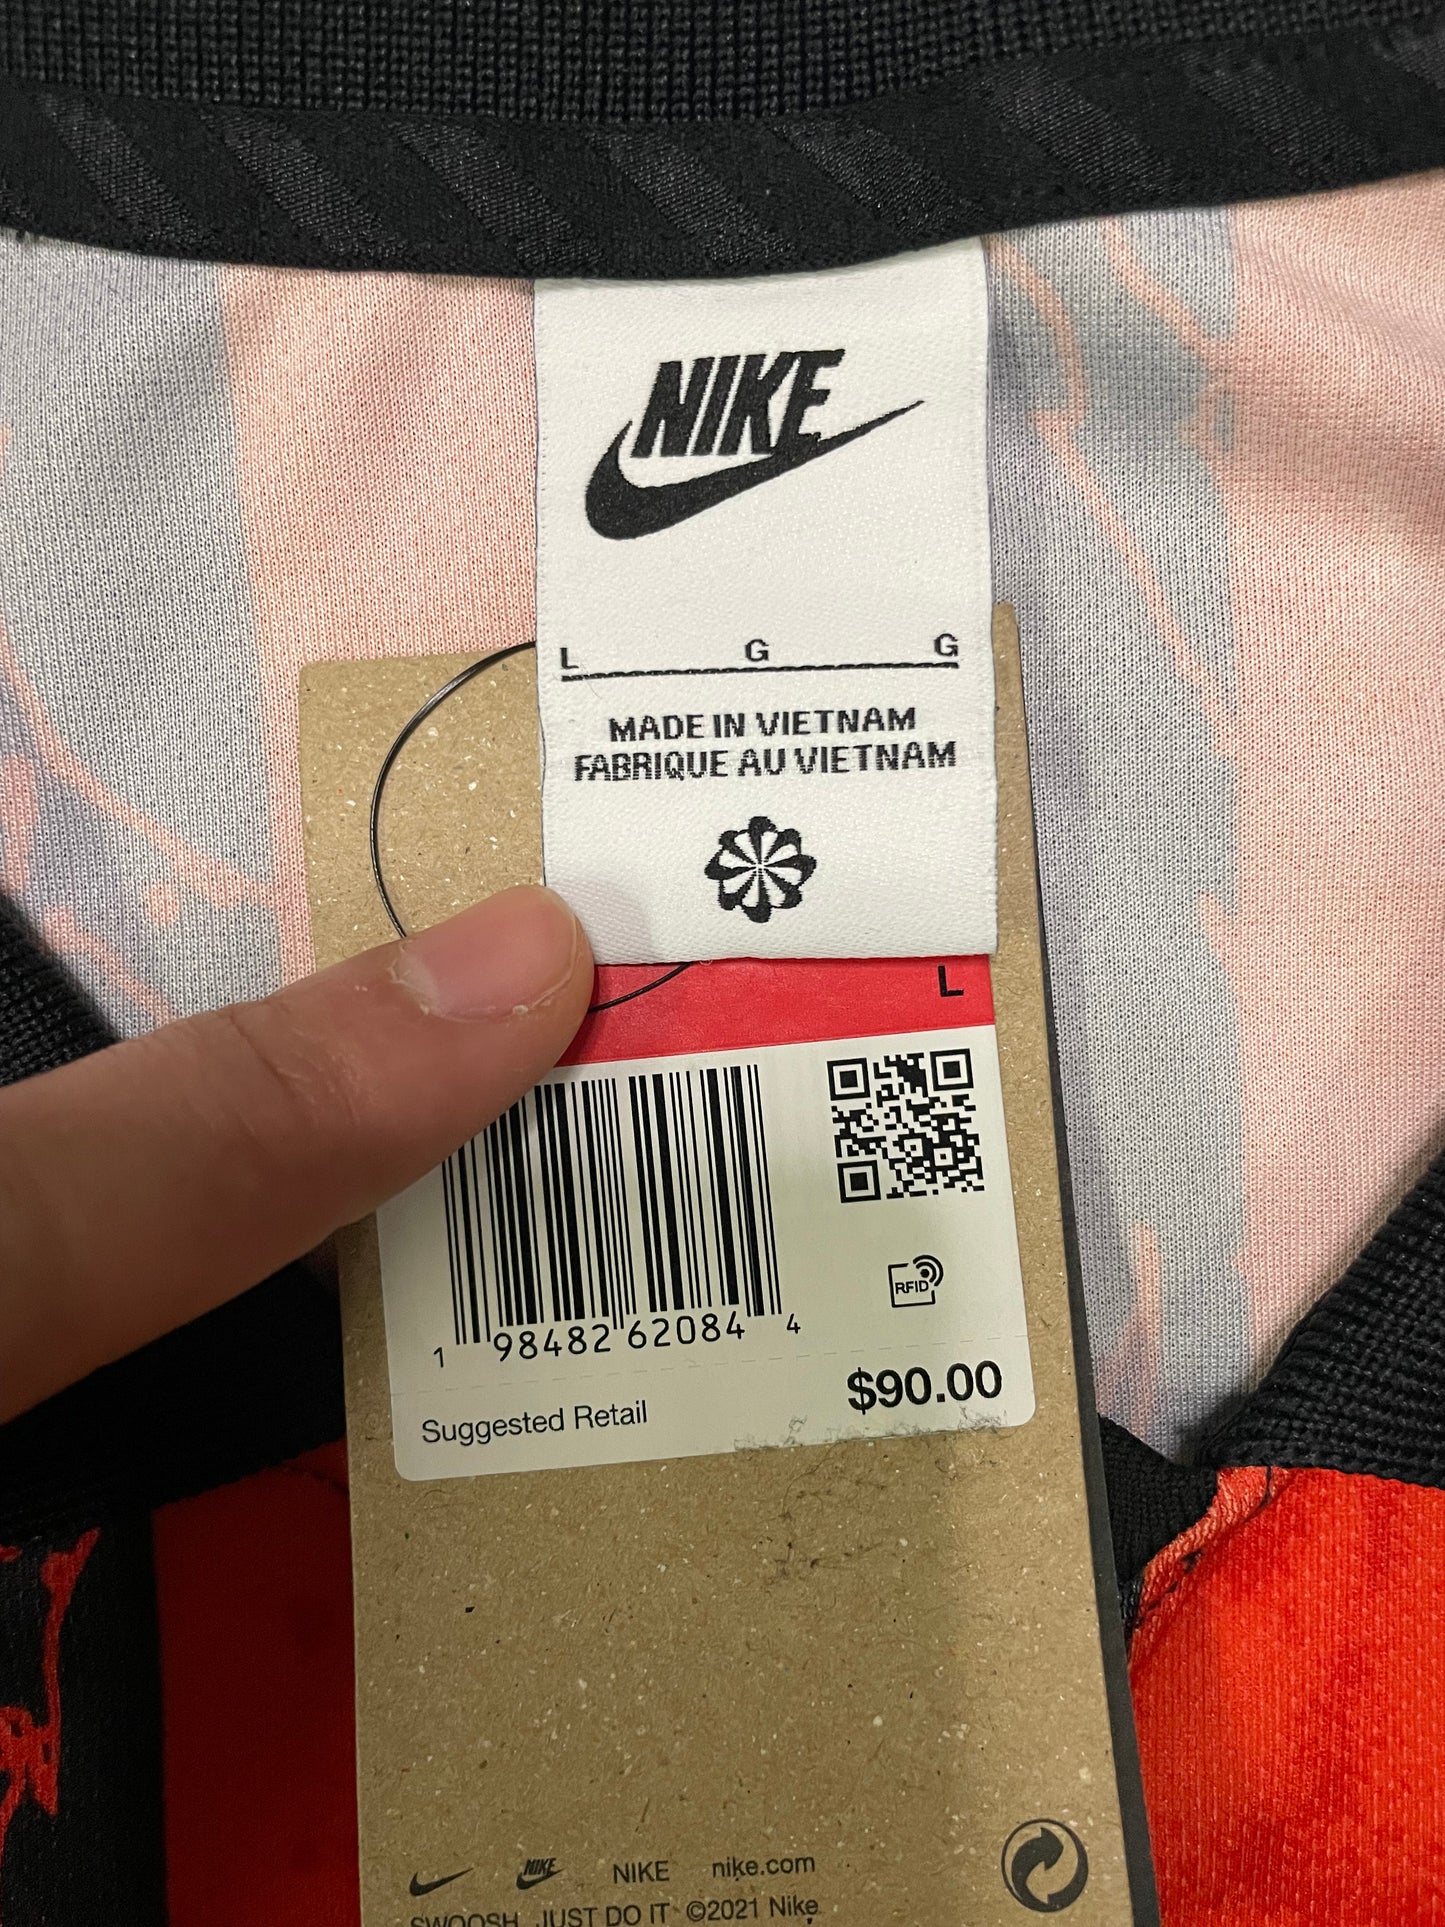 NIKE
L G G
MADE IN VIETNAM
FABRIQUE AU VIETNAM
L
RFID
1 98482 62084 4
$90.00
Suggested Retail
NIKE NIKE nike.com
SWOOSH JUST DO IT ©2021 Nike